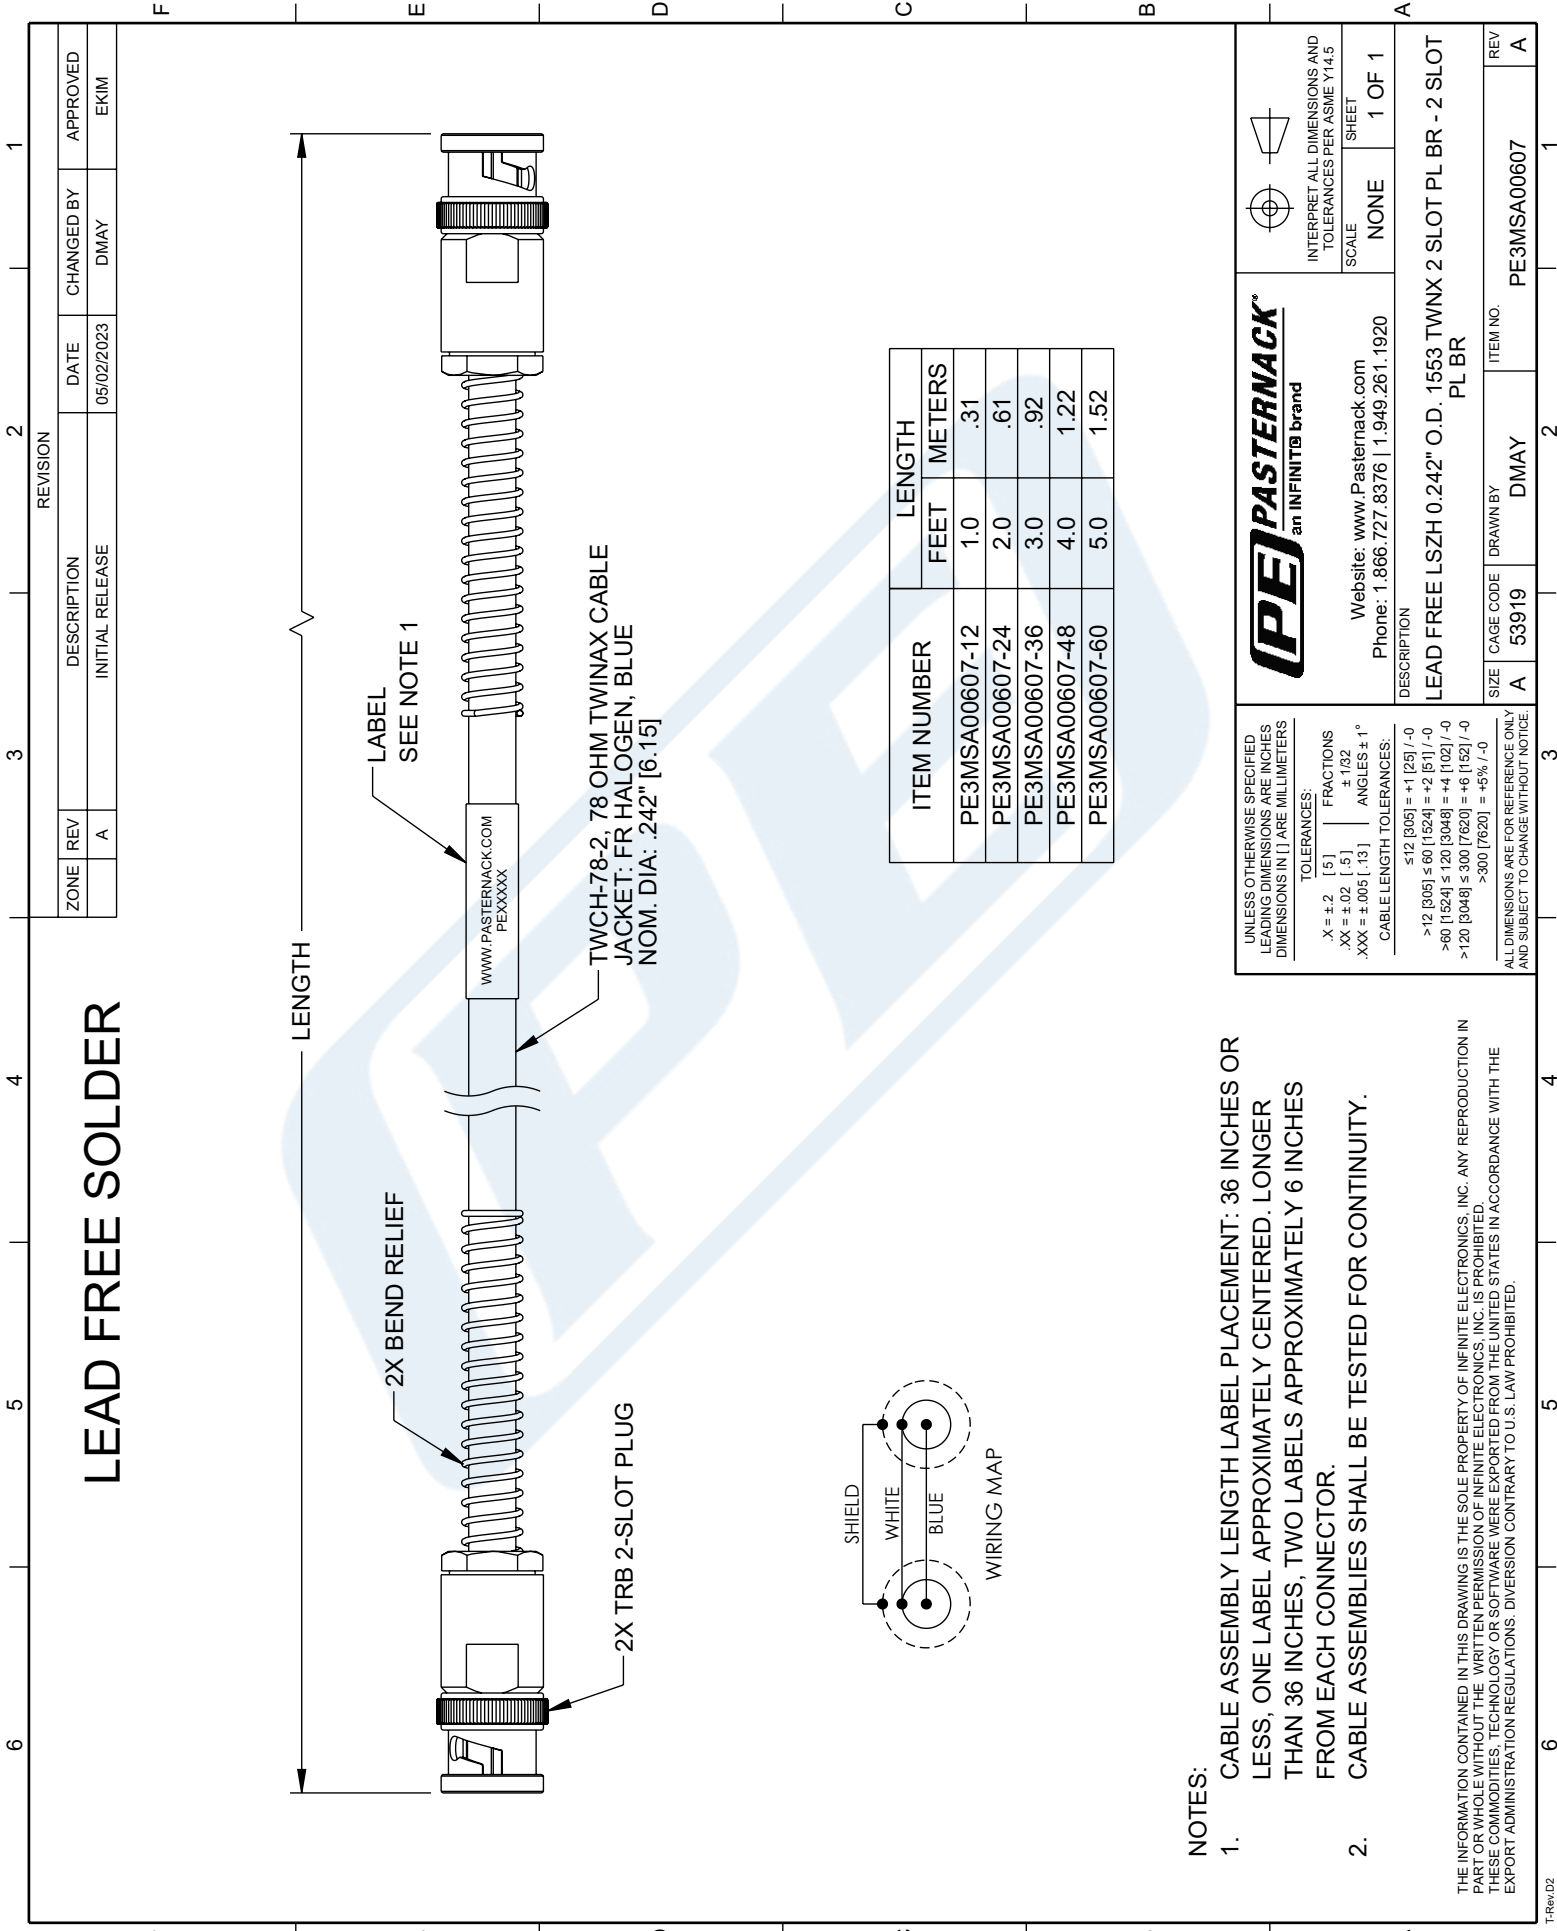 LEAD FREE SOLDER
REVISION
ZONE REV DESCRIPTION DATE CHANGED BY APPROVED
A INITIAL RELEASE 05/02/2023 DMAY EKIM
6 5 4 3 2 1
F
E
D
C
B
A
LENGTH
LABEL
SEE NOTE 1
2X BEND RELIEF
WWW.PASTERNACK.COM
PEXXXXX
2X TRB 2-SLOT PLUG
TWCH-78-2, 78 OHM TWINAX CABLE
JACKET: FR HALOGEN, BLUE
NOM. DIA: .242" [6.15]
SHIELD
WHITE
BLUE
WIRING MAP
ITEM NUMBER LENGTH
FEET METERS
PE3MSA00607-12 1.0 .31
PE3MSA00607-24 2.0 .61
PE3MSA00607-36 3.0 .92
PE3MSA00607-48 4.0 1.22
PE3MSA00607-60 5.0 1.52
NOTES:
1. CABLE ASSEMBLY LENGTH LABEL PLACEMENT: 36 INCHES OR
LESS, ONE LABEL APPROXIMATELY CENTERED. LONGER
THAN 36 INCHES, TWO LABELS APPROXIMATELY 6 INCHES
FROM EACH CONNECTOR.
2. CABLE ASSEMBLIES SHALL BE TESTED FOR CONTINUITY.
THE INFORMATION CONTAINED IN THIS DRAWING IS THE SOLE PROPERTY OF INFINITE ELECTRONICS, INC. ANY REPRODUCTION IN
PART OR WHOLE WITHOUT THE WRITTEN PERMISSION OF INFINITE ELECTRONICS, INC. IS PROHIBITED.
THESE COMMODITIES, TECHNOLOGY OR SOFTWARE WERE EXPORTED FROM THE UNITED STATES IN ACCORDANCE WITH THE
EXPORT ADMINISTRATION REGULATIONS. DIVERSION CONTRARY TO U.S. LAW PROHIBITED.
UNLESS OTHERWISE SPECIFIED
LEADING DIMENSIONS ARE INCHES
DIMENSIONS IN [ ] ARE MILLIMETERS
TOLERANCES:
.X = ±.2 [5] FRACTIONS
.XX = ±.02 [.5] ± 1/32
.XXX = ±.005 [.13] ANGLES ± 1°
CABLE LENGTH TOLERANCES:
≤12 [305] = +1 [25] / -0
>12 [305] ≤ 60 [1524] = +2 [51] / -0
>60 [1524] ≤ 120 [3048] = +4 [102] / -0
>120 [3048] ≤ 300 [7620] = +6 [152] / -0
>300 [7620] = +5% / -0
ALL DIMENSIONS ARE FOR REFERENCE ONLY
AND SUBJECT TO CHANGE WITHOUT NOTICE.
PE PASTERNACK®
an INFINITE brand
Website: www.Pasternack.com
Phone: 1.866.727.8376 | 1.949.261.1920
INTERPRET ALL DIMENSIONS AND
TOLERANCES PER ASME Y14.5
SCALE NONE
SHEET 1 OF 1
DESCRIPTION
LEAD FREE LSZH 0.242" O.D. 1553 TWNX 2 SLOT PL BR - 2 SLOT
PL BR
SIZE A
CAGE CODE 53919
DRAWN BY DMAY
ITEM NO. PE3MSA00607
REV A
6 5 4 3 2 1
T-Rev.D2